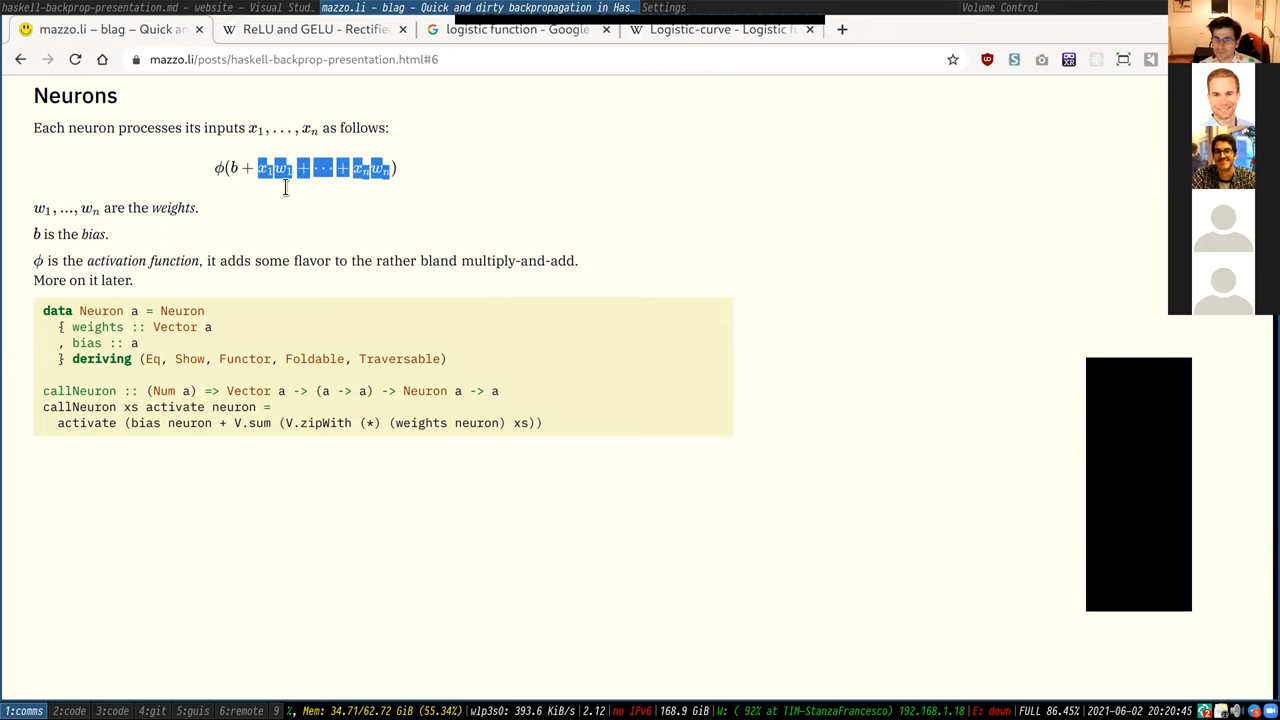 haskell-backprop-presentation.md - website - Visual Stud… mazzo.li – blag – Quick and dirty backpropagation in Has… Settings Volume Control
mazzo.li – blag – Quick an ReLU and GELU - Rectifie logistic function - Google Logistic-curve - Logistic f
mazzo.li/posts/haskell-backprop-presentation.html#6
Neurons
Each neuron processes its inputs x₁, …, xₙ as follows:
ϕ(b + x₁w₁ + ⋯ + xₙwₙ)
w₁, ..., wₙ are the weights.
b is the bias.
ϕ is the activation function, it adds some flavor to the rather bland multiply-and-add.
More on it later.
data Neuron a = Neuron
{ weights :: Vector a
, bias :: a
} deriving (Eq, Show, Functor, Foldable, Traversable)
callNeuron :: (Num a) => Vector a -> (a -> a) -> Neuron a -> a
callNeuron xs activate neuron =
activate (bias neuron + V.sum (V.zipWith (*) (weights neuron) xs))
1:comms 2:code 3:code 4:git 5:guis 6:remote 9 %, Mem: 34.71/62.72 GiB (55.34%) |wlp3s0: 393.6 KiB/s |2.12 |no IPv6 |168.9 GiB |W: ( 92% at TIM-StanzaFrancesco) 192.168.1.18 |E: down |FULL 86.45% |2021-06-02 20:20:45